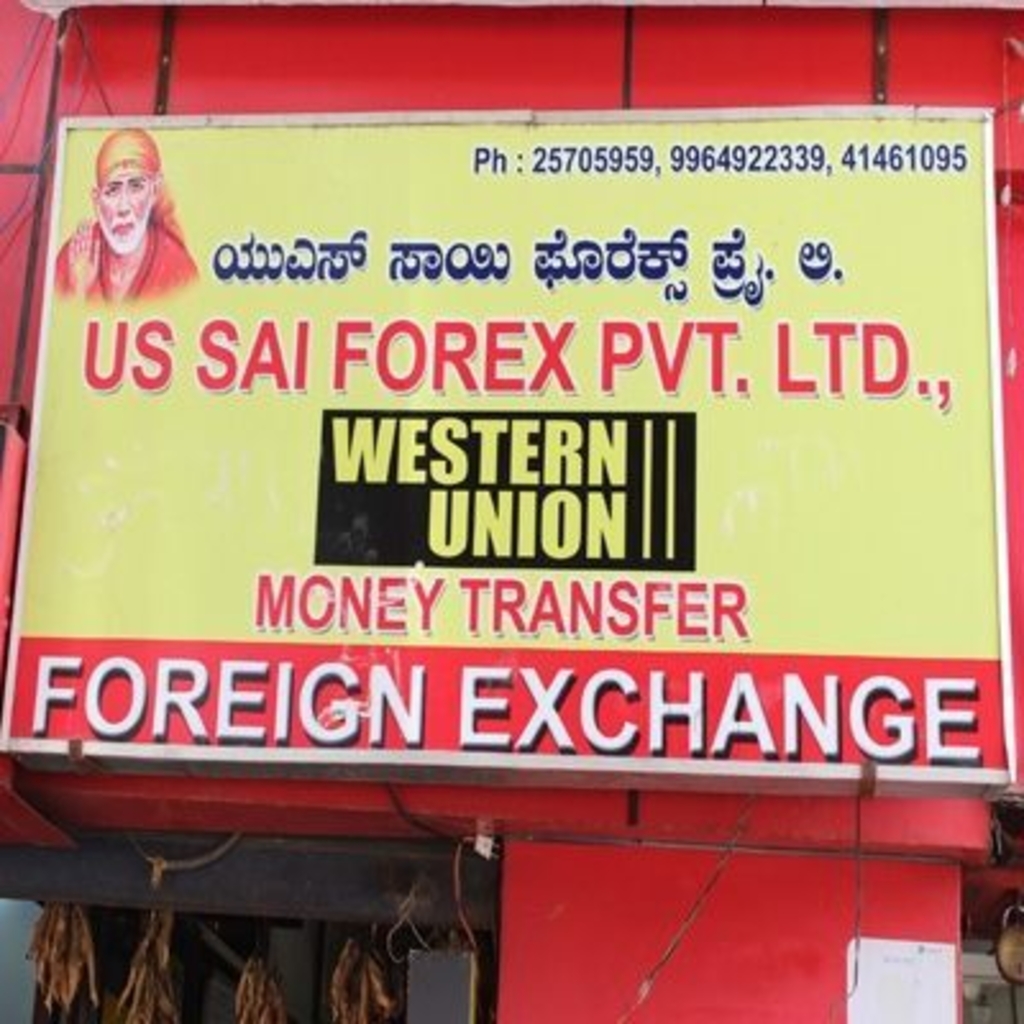 Ph : 25705959, 9964922339, 41461095
ಯುಎಸ್ ಸಾಯಿ ಫೊರೆಕ್ಸ್ ಪ್ರೈ. ಲಿ.
US SAI FOREX PVT. LTD.,
WESTERN
UNION
MONEY TRANSFER
FOREIGN EXCHANGE